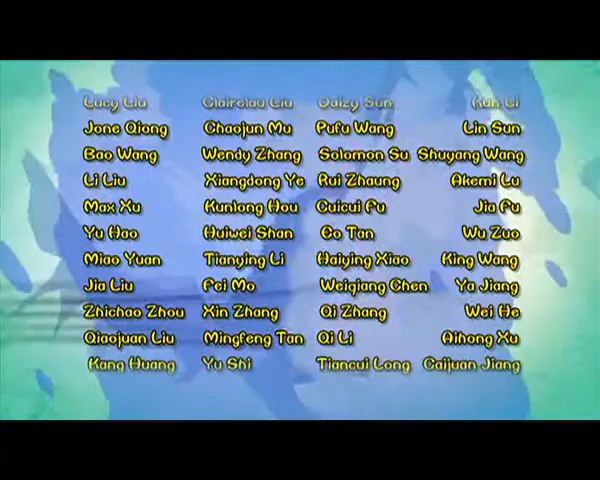 Lucy Liu Clairelau Liu Daizy Sun Kun Li
Jone Qiong Chaojun Mu Pufu Wang Lin Sun
Bao Wang Wendy Zhang Solomon Su Shuyang Wang
Li Liu Xiangdong Ye Rui Zhaung Akemi Lu
Max Xu Kunlong Hou Cuicui Fu Jia Fu
Yu Hao Huiwei Shan Bo Tan Wu Zuo
Miao Yuan Tianying Li Haiying Xiao King Wang
Jia Liu Fei Mo Weiqiang Chen Ya Jiang
Zhichao Zhou Xin Zhang Qi Zhang Wei He
Qiaojuan Liu Mingfeng Tan Qi Li Aihong Xu
Kang Huang Yu Shi Tiancui Long Caijuan Jiang